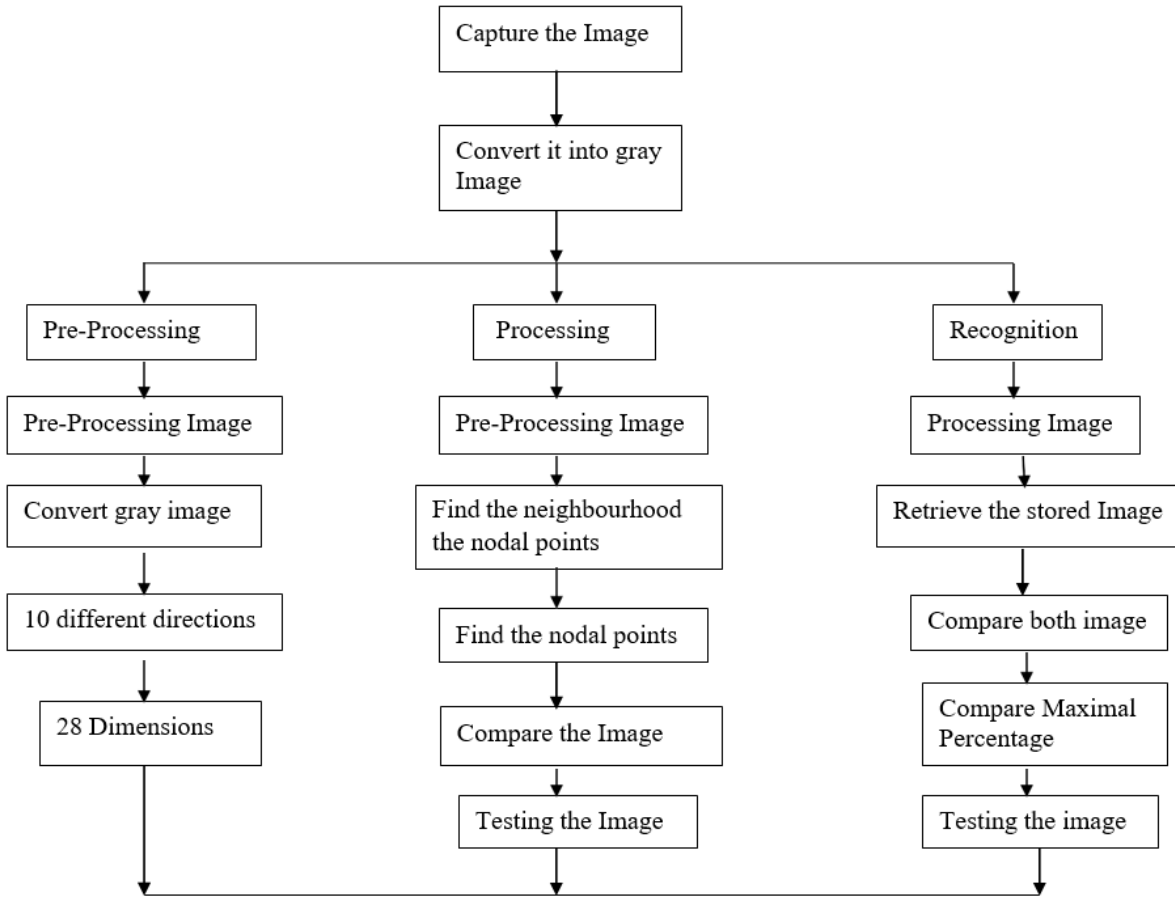 Capture the Image
Convert it into gray
Image
Pre-Processing
Pre-Processing Image
Convert gray image
10 different directions
28 Dimensions
Processing
Pre-Processing Image
Find the neighbourhood
the nodal points
Find the nodal points
Compare the Image
Testing the Image
Recognition
Processing Image
Retrieve the stored Image
Compare both image
Compare Maximal
Percentage
Testing the image